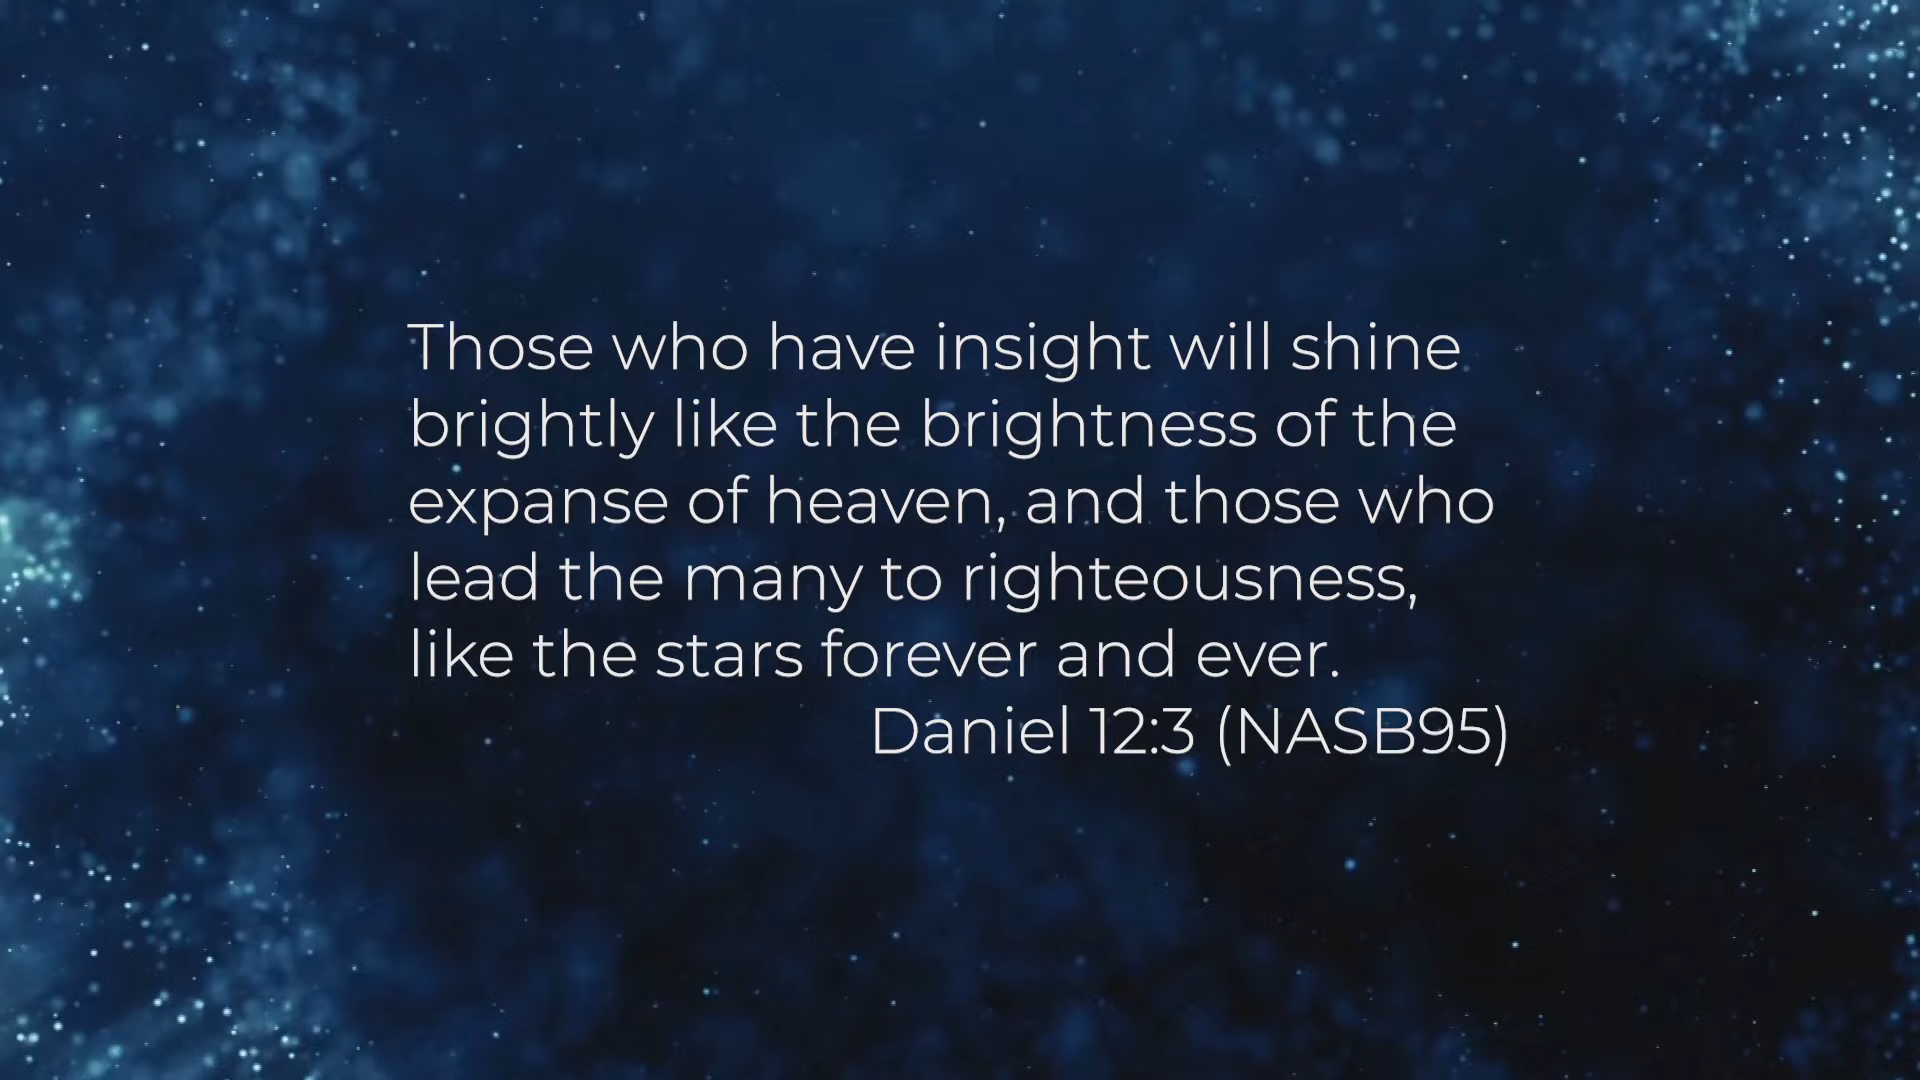 Those who have insight will shine
brightly like the brightness of the
expanse of heaven, and those who
lead the many to righteousness,
like the stars forever and ever.
Daniel 12:3 (NASB95)